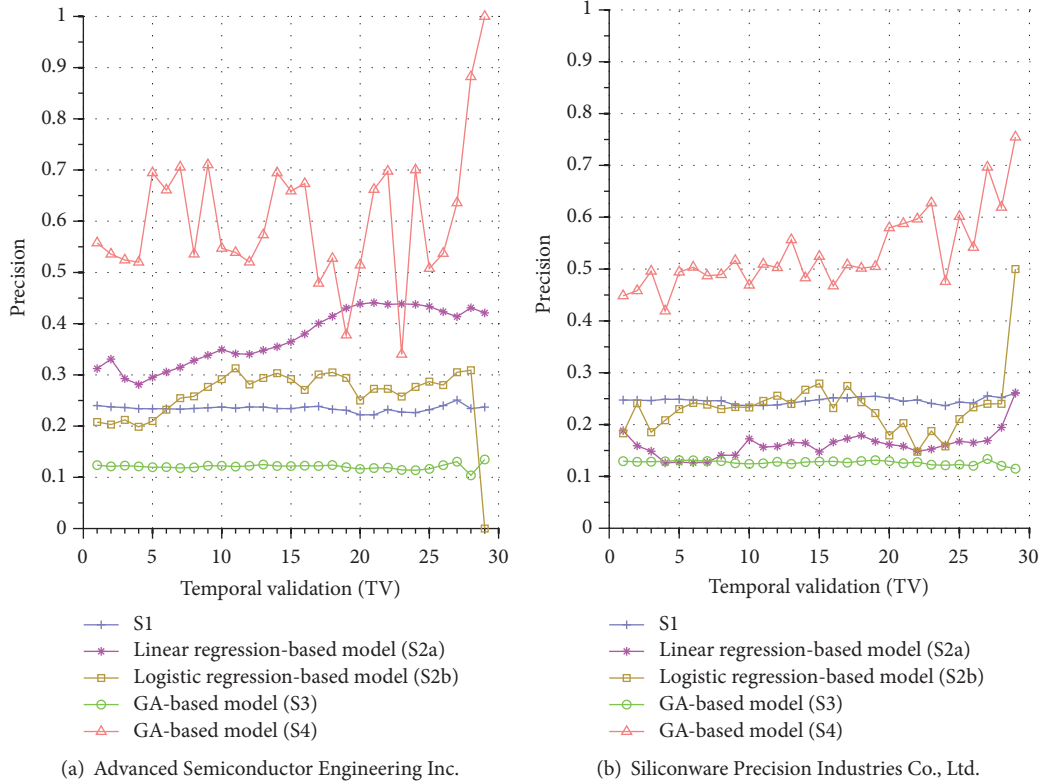 1
0.9
0.8
0.7
0.6
0.5
0.4
0.3
0.2
0.1
0
Precision
0 5 10 15 20 25 30
Temporal validation (TV)
S1
Linear regression-based model (S2a)
Logistic regression-based model (S2b)
GA-based model (S3)
GA-based model (S4)
(a) Advanced Semiconductor Engineering Inc.
1
0.9
0.8
0.7
0.6
0.5
0.4
0.3
0.2
0.1
0
Precision
0 5 10 15 20 25 30
Temporal validation (TV)
S1
Linear regression-based model (S2a)
Logistic regression-based model (S2b)
GA-based model (S3)
GA-based model (S4)
(b) Siliconware Precision Industries Co., Ltd.